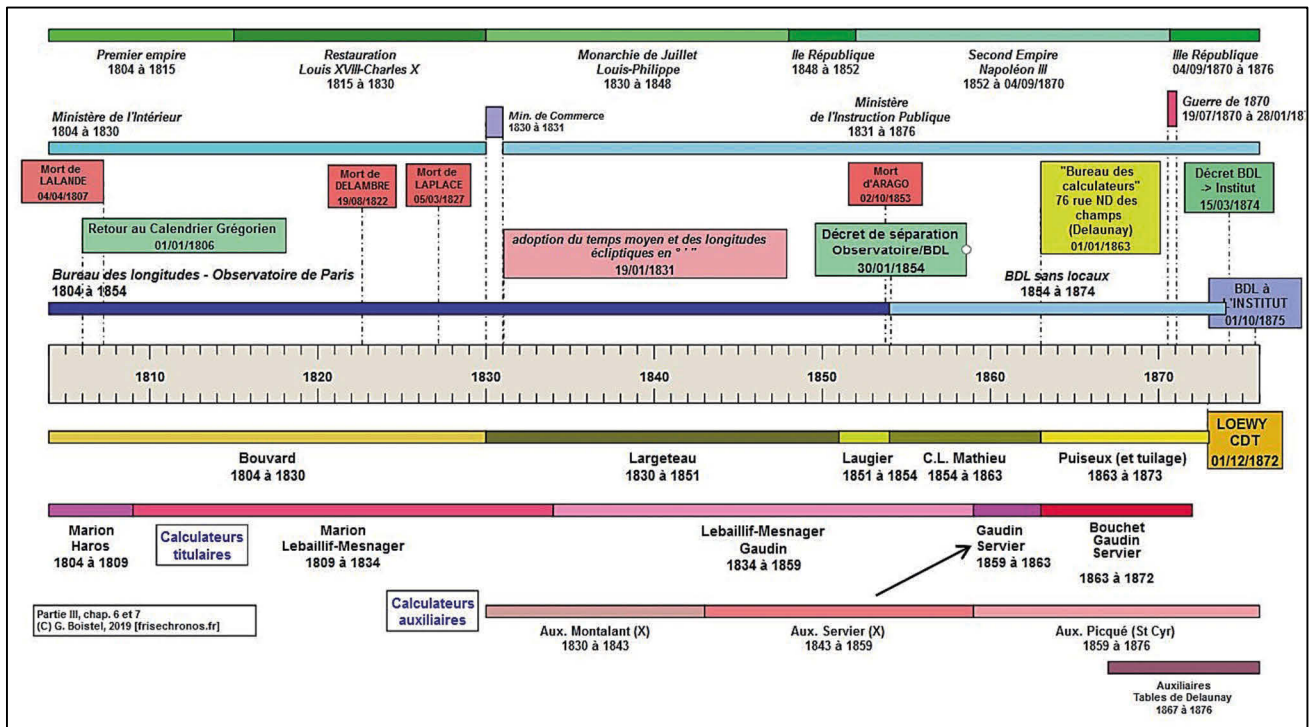 Premier empire
1804 à 1815
Restauration
Louis XVIII-Charles X
1815 à 1830
Monarchie de Juillet
Louis-Philippe
1830 à 1848
IIe République
1848 à 1852
Second Empire
Napoléon III
1852 à 04/09/1870
IIIe République
04/09/1870 à 1876
Ministère de l'Intérieur
1804 à 1830
Min. de Commerce
1830 à 1831
Ministère
de l'Instruction Publique
1831 à 1876
Guerre de 1870
19/07/1870 à 28/01/1
Mort de
LALANDE
04/04/1807
Mort de
DELAMBRE
19/08/1822
Mort de
LAPLACE
05/03/1827
Mort
d'ARAGO
02/10/1853
"Bureau des
calculateurs"
76 rue ND des
champs
(Delaunay)
01/01/1863
Décret BDL
-> Institut
15/03/1874
Retour au Calendrier Grégorien
01/01/1806
adoption du temps moyen et des longitudes
écliptiques en ° ' "
19/01/1831
Décret de séparation
Observatoire/BDL
30/01/1854
Bureau des longitudes - Observatoire de Paris
1804 à 1854
BDL sans locaux
1854 à 1874
BDL à
L'INSTITUT
01/10/1875
1810
1820
1830
1840
1850
1860
1870
Bouvard
1804 à 1830
Largeteau
1830 à 1851
Laugier
1851 à 1854
C.L. Mathieu
1854 à 1863
Puiseux (et tuilage)
1863 à 1873
LOEWY
CDT
01/12/1872
Marion
Haros
1804 à 1809
Calculateurs
titulaires
Marion
Lebaillif-Mesnager
1809 à 1834
Lebaillif-Mesnager
Gaudin
1834 à 1859
Gaudin
Servier
1859 à 1863
Bouchet
Gaudin
Servier
1863 à 1872
Partie III, chap. 6 et 7
(C) G. Boistel, 2019 [frisechronos.fr]
Calculateurs
auxiliaires
Aux. Montalant (X)
1830 à 1843
Aux. Servier (X)
1843 à 1859
Aux. Picqué (St Cyr)
1859 à 1876
Auxiliaires
Tables de Delaunay
1867 à 1876